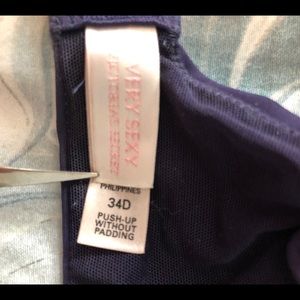 VERY SEXY
VICTORIA'S SECRET
PHILIPPINES
34D
PUSH-UP
WITHOUT
PADDING